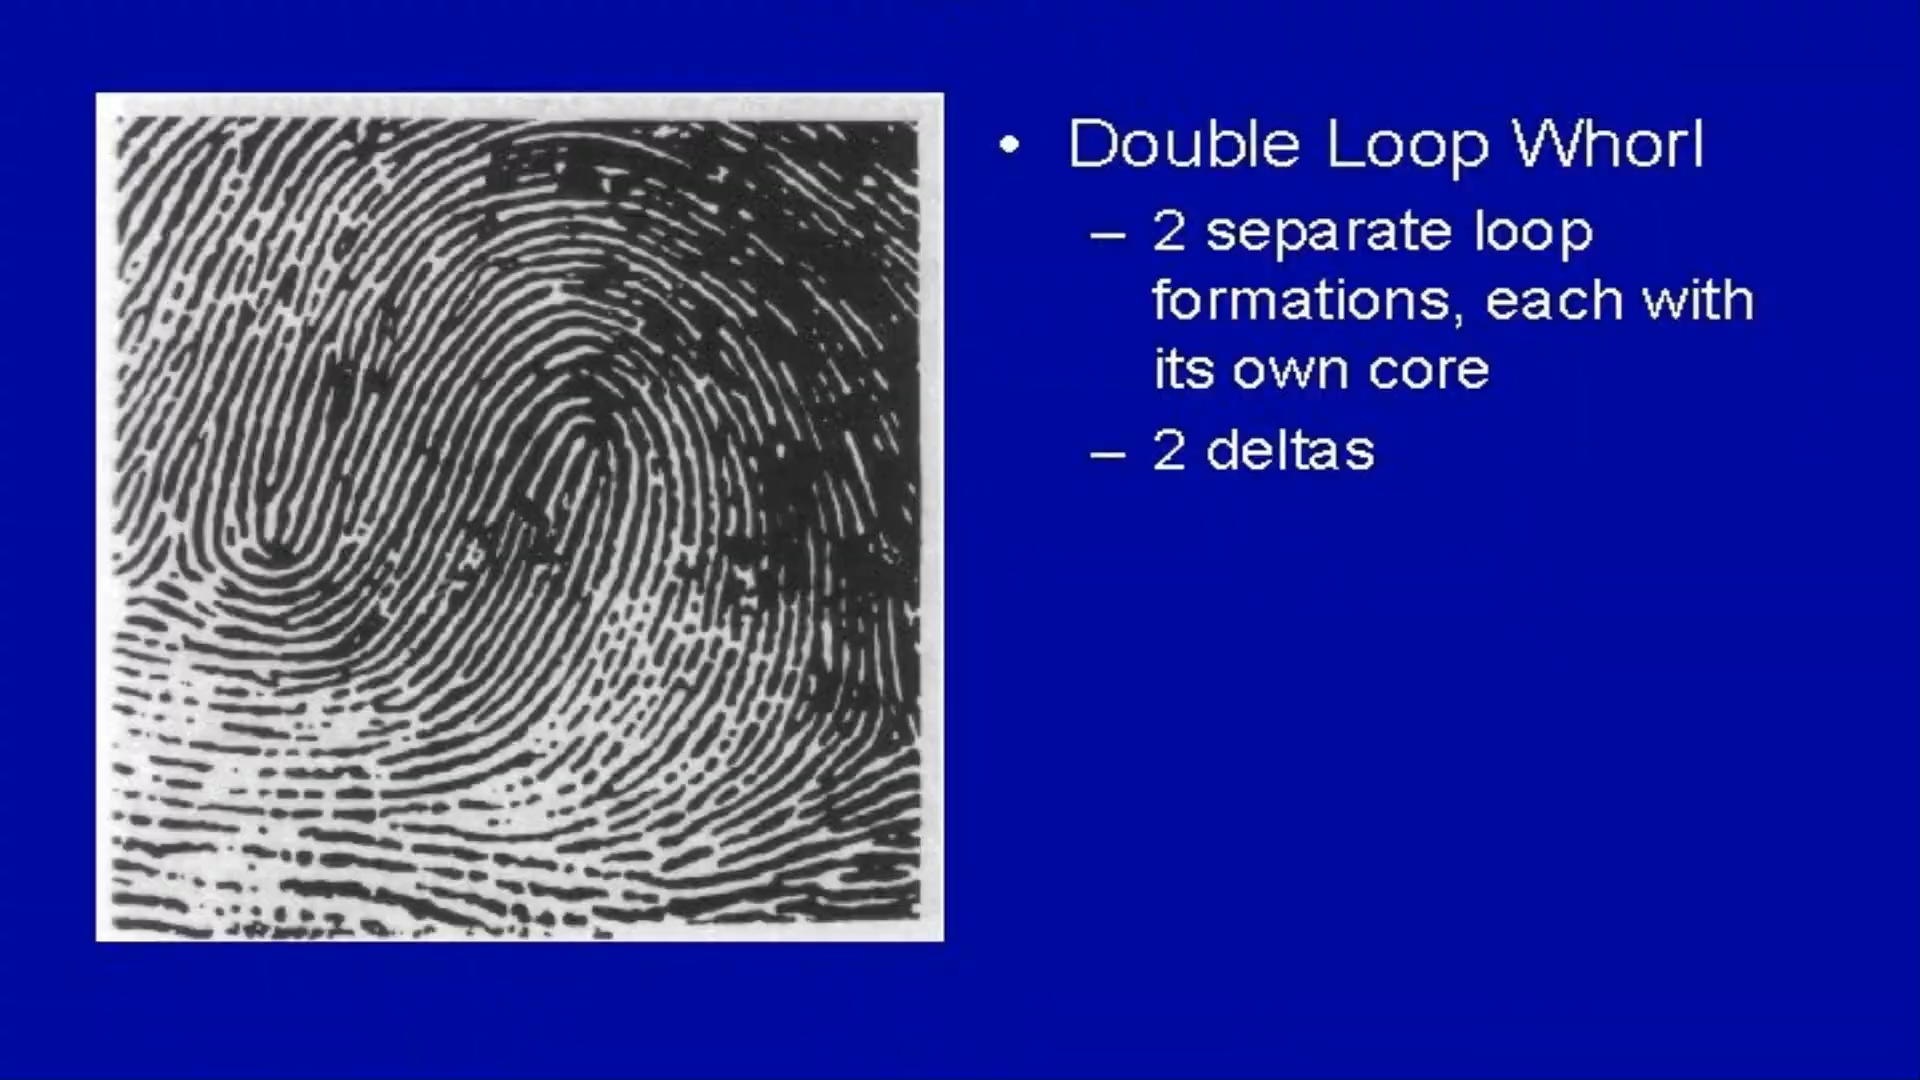 • Double Loop Whorl
– 2 separate loop
formations, each with
its own core
– 2 deltas